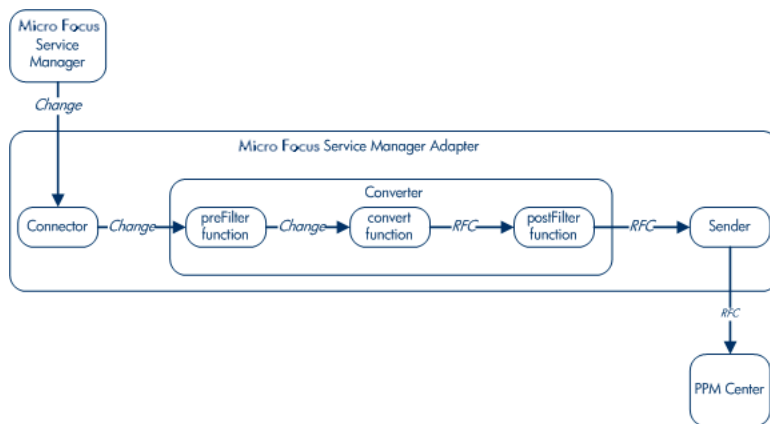 Micro Focus
Service
Manager
Change
Micro Focus Service Manager Adapter
Converter
Connector
Change
preFilter
function
Change
convert
function
RFC
postFilter
function
RFC
Sender
RFC
PPM Center